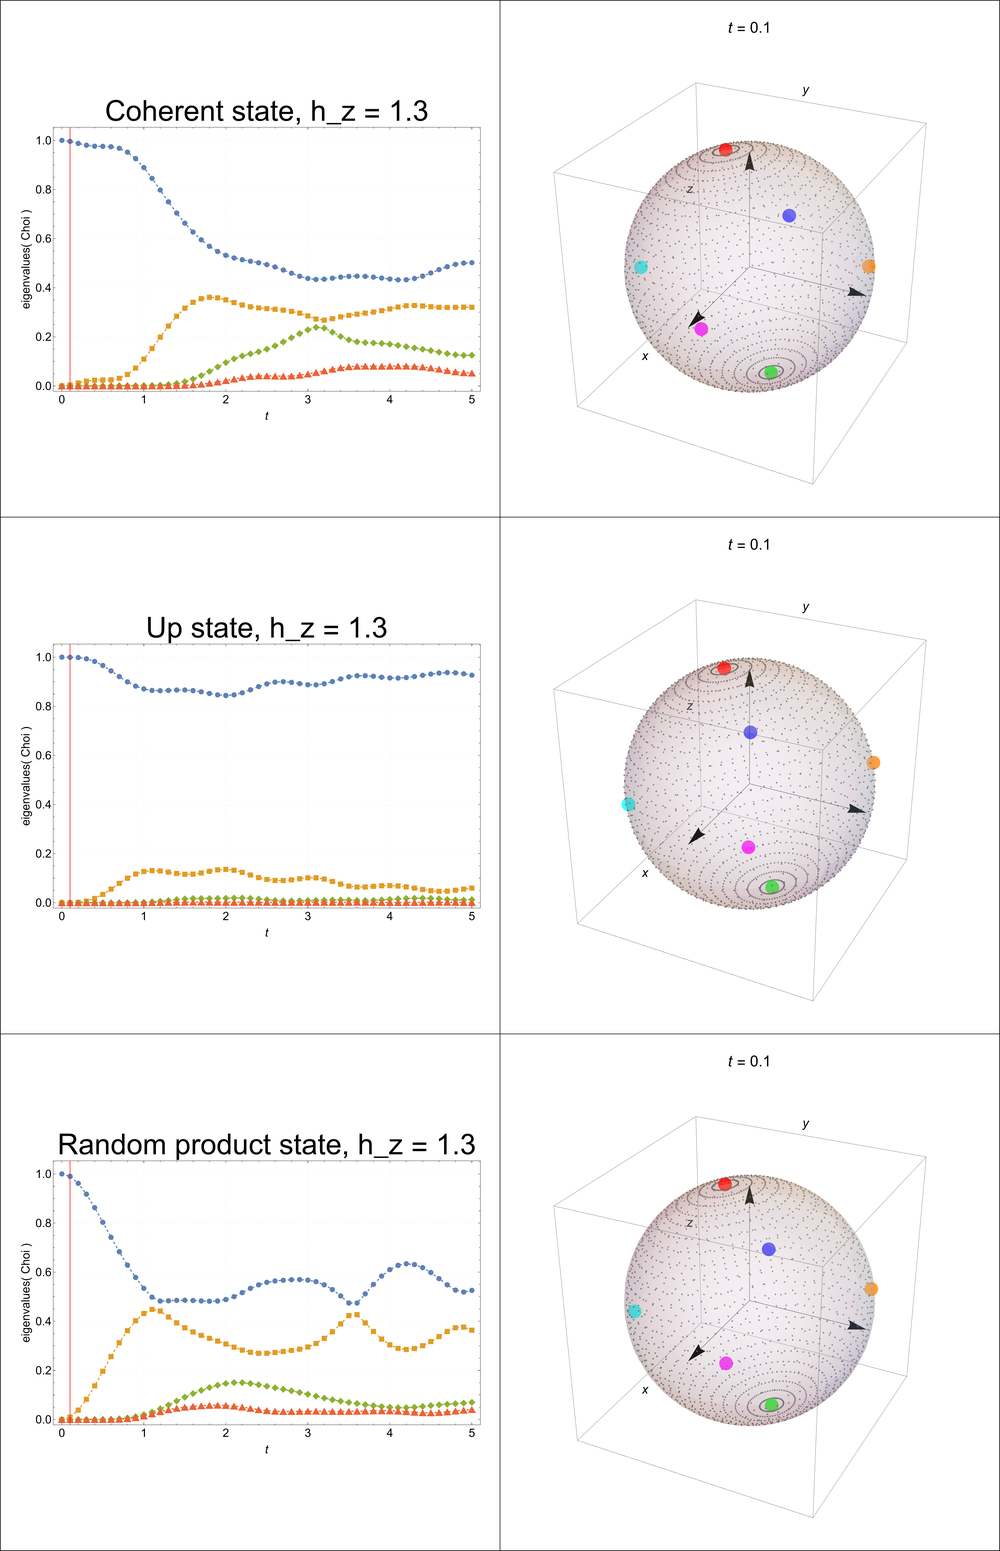 Coherent state, h_z = 1.3
eigenvalues( Choi )
1.0
0.8
0.6
0.4
0.2
0.0
0 1 2 3 4 5
t
t = 0.1
y
z
x
Up state, h_z = 1.3
eigenvalues( Choi )
1.0
0.8
0.6
0.4
0.2
0.0
0 1 2 3 4 5
t
t = 0.1
y
z
x
Random product state, h_z = 1.3
eigenvalues( Choi )
1.0
0.8
0.6
0.4
0.2
0.0
0 1 2 3 4 5
t
t = 0.1
y
z
x